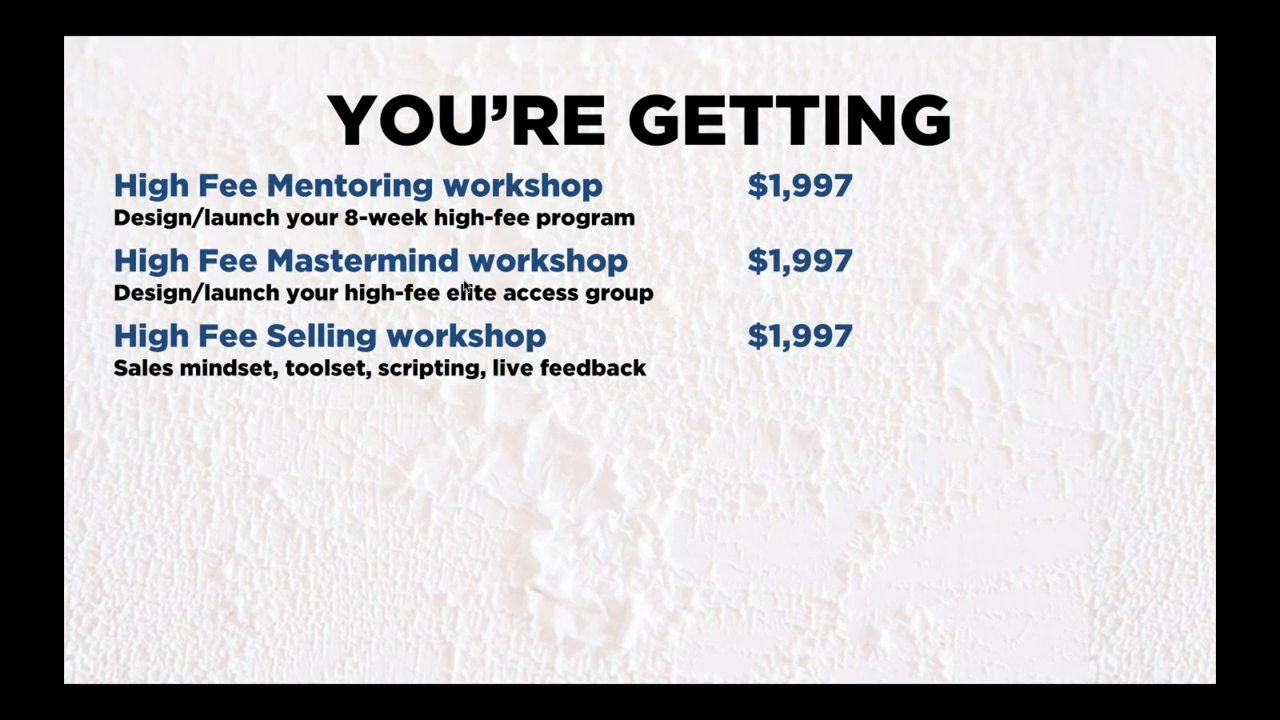 YOU'RE GETTING
High Fee Mentoring workshop $1,997
Design/launch your 8-week high-fee program
High Fee Mastermind workshop $1,997
Design/launch your high-fee elite access group
High Fee Selling workshop $1,997
Sales mindset, toolset, scripting, live feedback